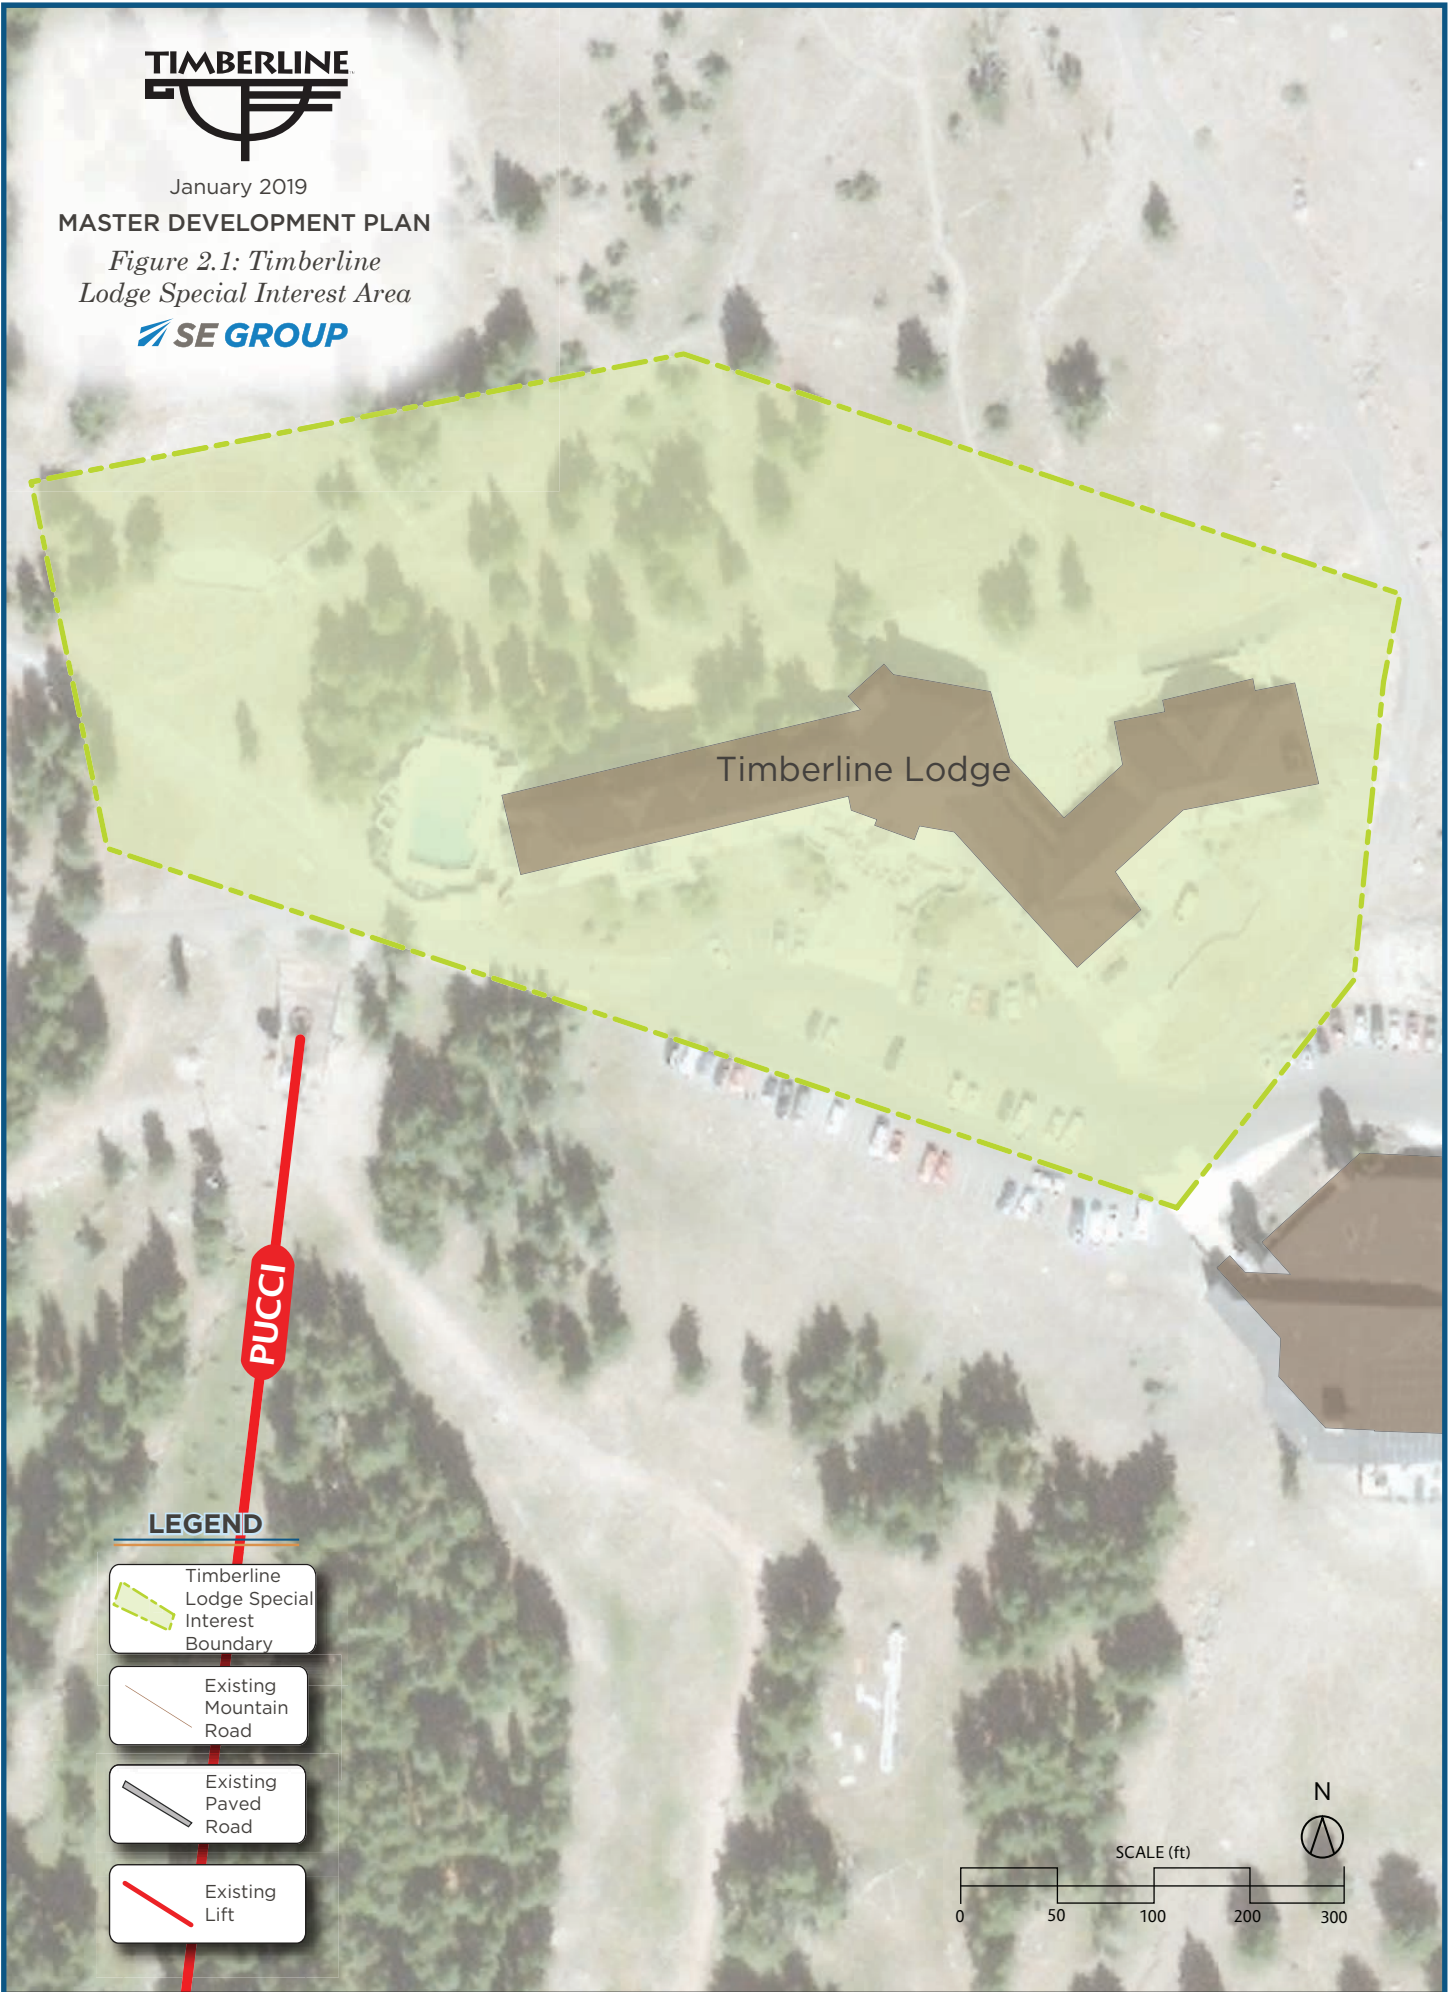 TIMBERLINE
January 2019
MASTER DEVELOPMENT PLAN
Figure 2.1: Timberline
Lodge Special Interest Area
SE GROUP
Timberline Lodge
PUCCI
LEGEND
Timberline
Lodge Special
Interest
Boundary
Existing
Mountain
Road
Existing
Paved
Road
Existing
Lift
N
SCALE (ft)
0 50 100 200 300